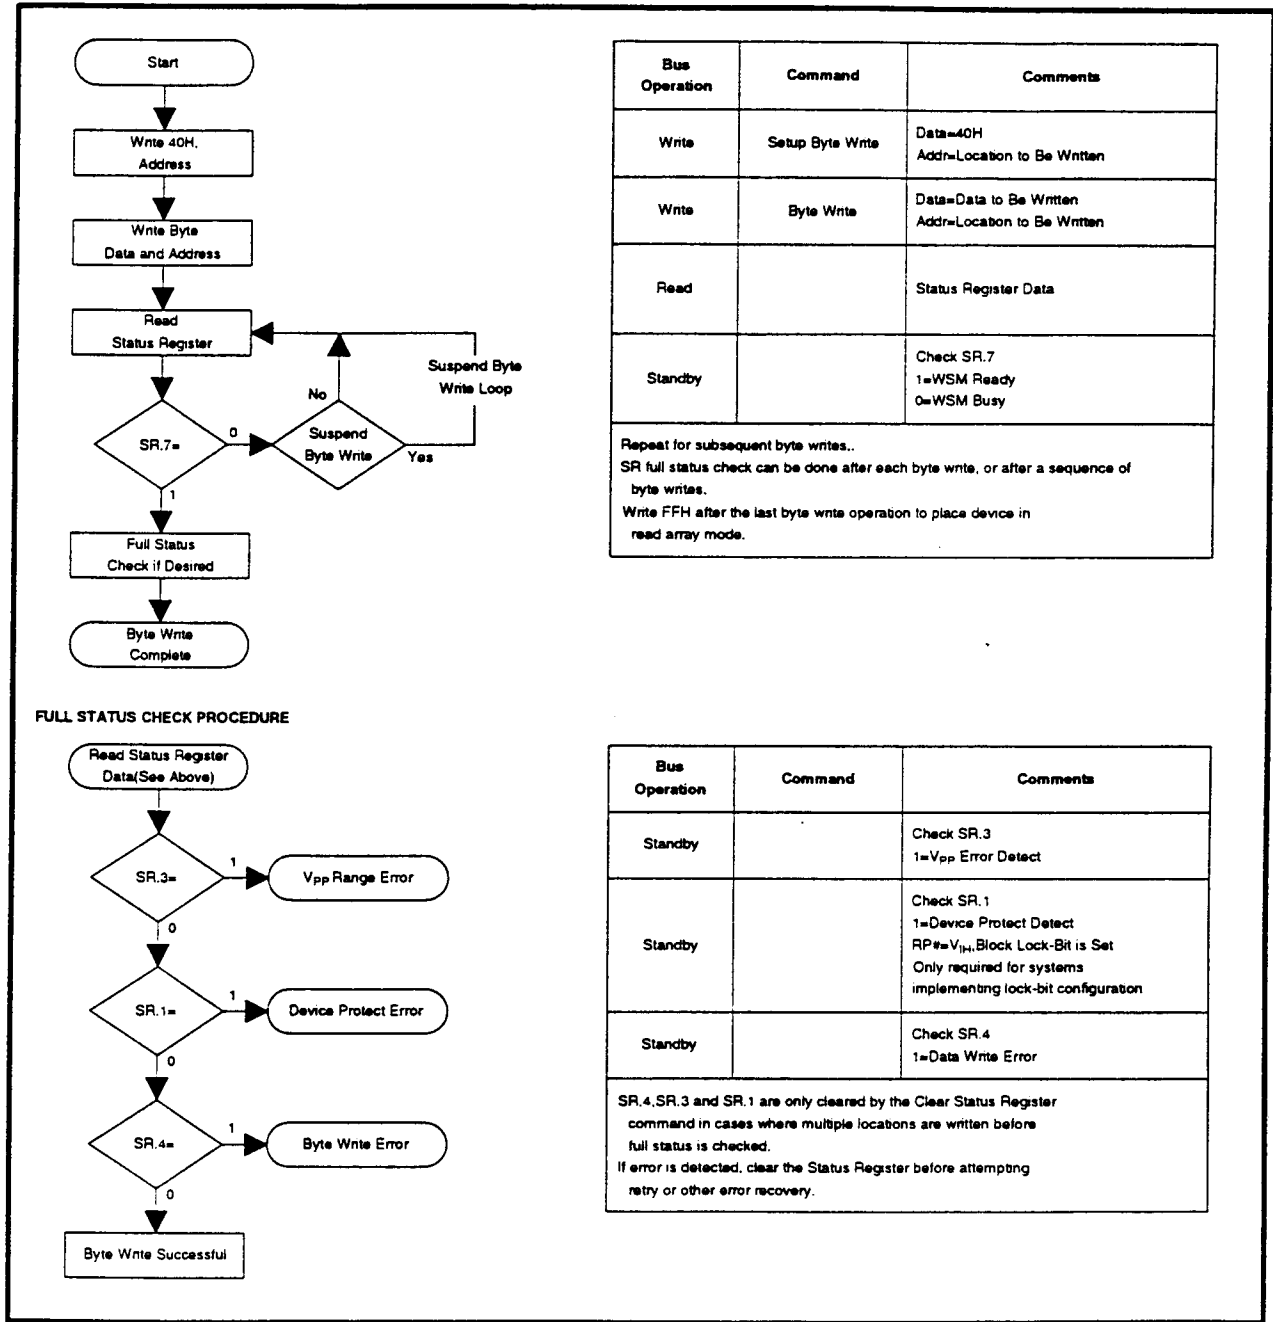 Start
Write 40H,
Address
Write Byte
Data and Address
Read
Status Register
Suspend Byte
Write Loop
No
SR.7=
0
Suspend
Byte Write
Yes
1
Full Status
Check if Desired
Byte Write
Complete
Bus
Operation
Command
Comments
Write
Setup Byte Write
Data=40H
Addr=Location to Be Written
Write
Byte Write
Data=Data to Be Written
Addr=Location to Be Written
Read
Status Register Data
Standby
Check SR.7
1=WSM Ready
0=WSM Busy
Repeat for subsequent byte writes..
SR full status check can be done after each byte write, or after a sequence of
byte writes.
Write FFH after the last byte write operation to place device in
read array mode.
FULL STATUS CHECK PROCEDURE
Read Status Register
Data(See Above)
SR.3=
1
VPP Range Error
0
SR.1=
1
Device Protect Error
0
SR.4=
1
Byte Write Error
0
Byte Write Successful
Bus
Operation
Command
Comments
Standby
Check SR.3
1=VPP Error Detect
Standby
Check SR.1
1=Device Protect Detect
RP#=VIH,Block Lock-Bit is Set
Only required for systems
implementing lock-bit configuration
Standby
Check SR.4
1=Data Write Error
SR.4,SR.3 and SR.1 are only cleared by the Clear Status Register
command in cases where multiple locations are written before
full status is checked.
If error is detected, clear the Status Register before attempting
retry or other error recovery.